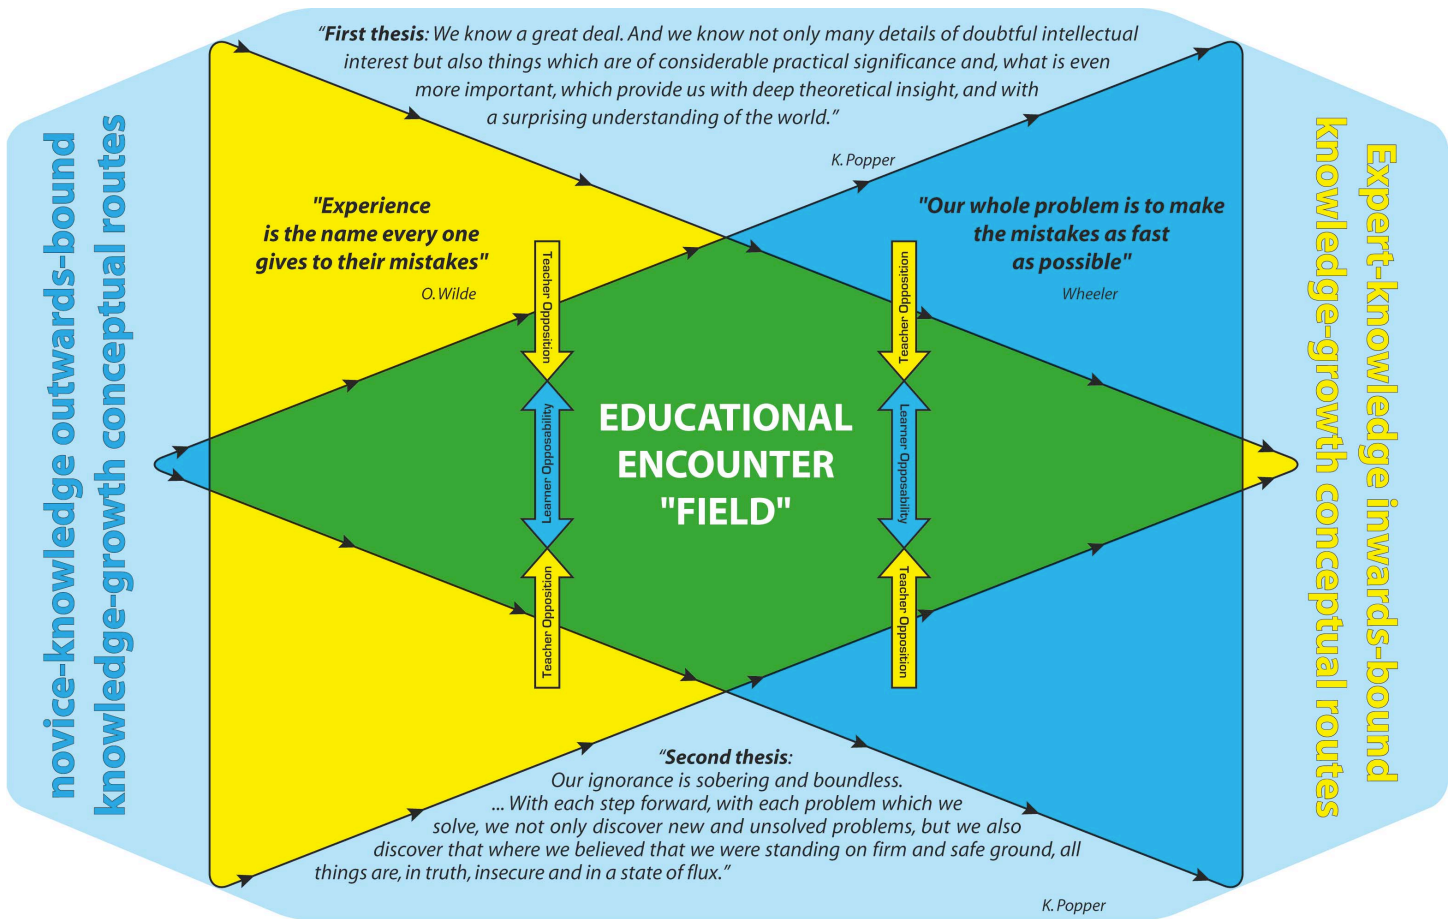 “First thesis: We know a great deal. And we know not only many details of doubtful intellectual
interest but also things which are of considerable practical significance and, what is even
more important, which provide us with deep theoretical insight, and with
a surprising understanding of the world.”
K. Popper
novice-knowledge outwards-bound
knowledge-growth conceptual routes
"Experience
is the name every one
gives to their mistakes"
O. Wilde
"Our whole problem is to make
the mistakes as fast
as possible"
Wheeler
Expert-knowledge inwards-bound
knowledge-growth conceptual routes
Teacher Opposition
Learner Opposability
Teacher Opposition
EDUCATIONAL
ENCOUNTER
"FIELD"
Teacher Opposition
Learner Opposability
Teacher Opposition
“Second thesis:
Our ignorance is sobering and boundless.
... With each step forward, with each problem which we
solve, we not only discover new and unsolved problems, but we also
discover that where we believed that we were standing on firm and safe ground, all
things are, in truth, insecure and in a state of flux.”
K. Popper